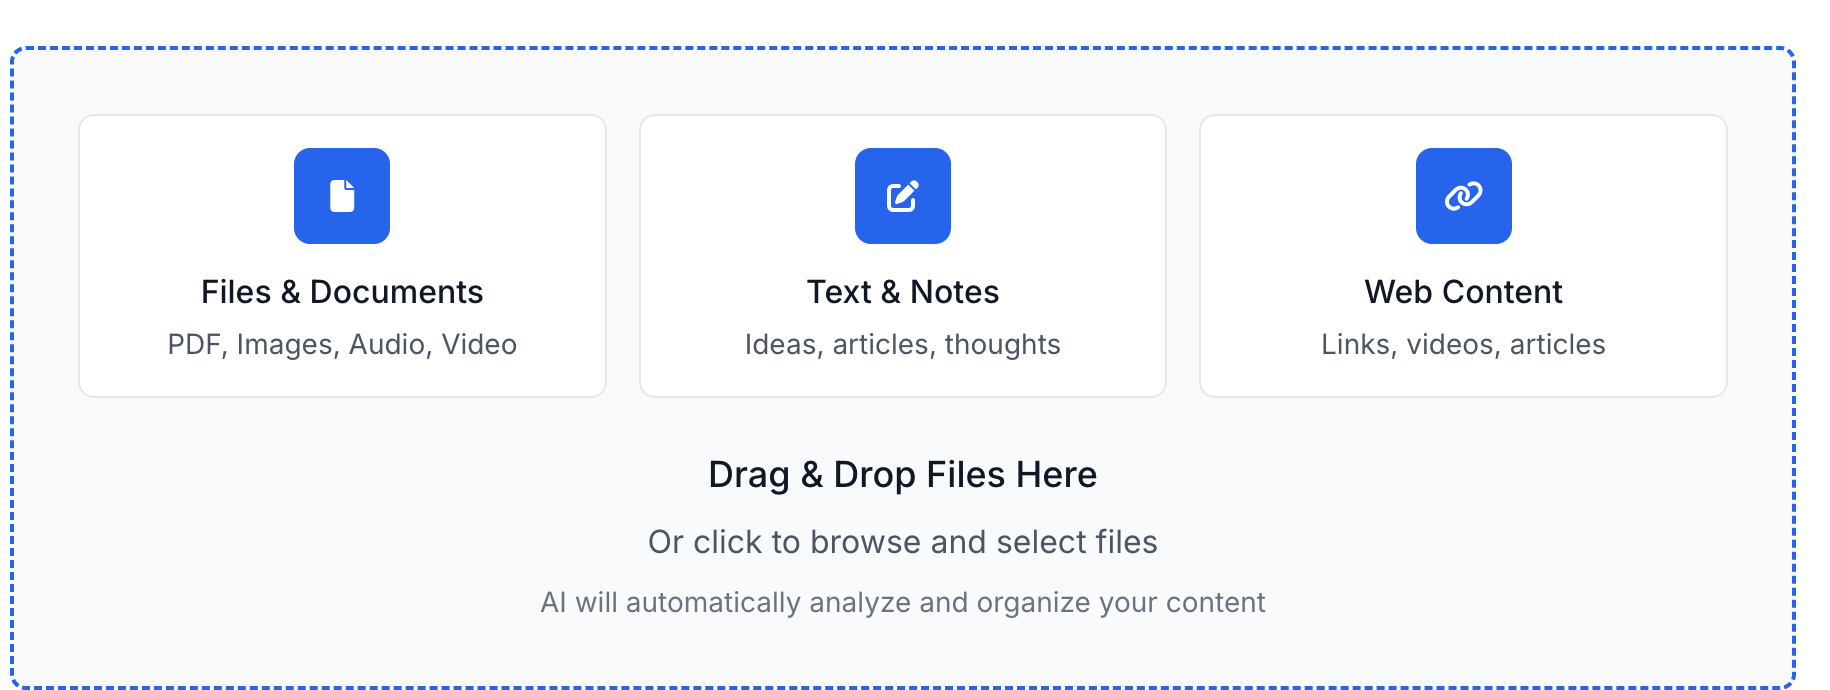 Files & Documents
PDF, Images, Audio, Video
Text & Notes
Ideas, articles, thoughts
Web Content
Links, videos, articles
Drag & Drop Files Here
Or click to browse and select files
AI will automatically analyze and organize your content